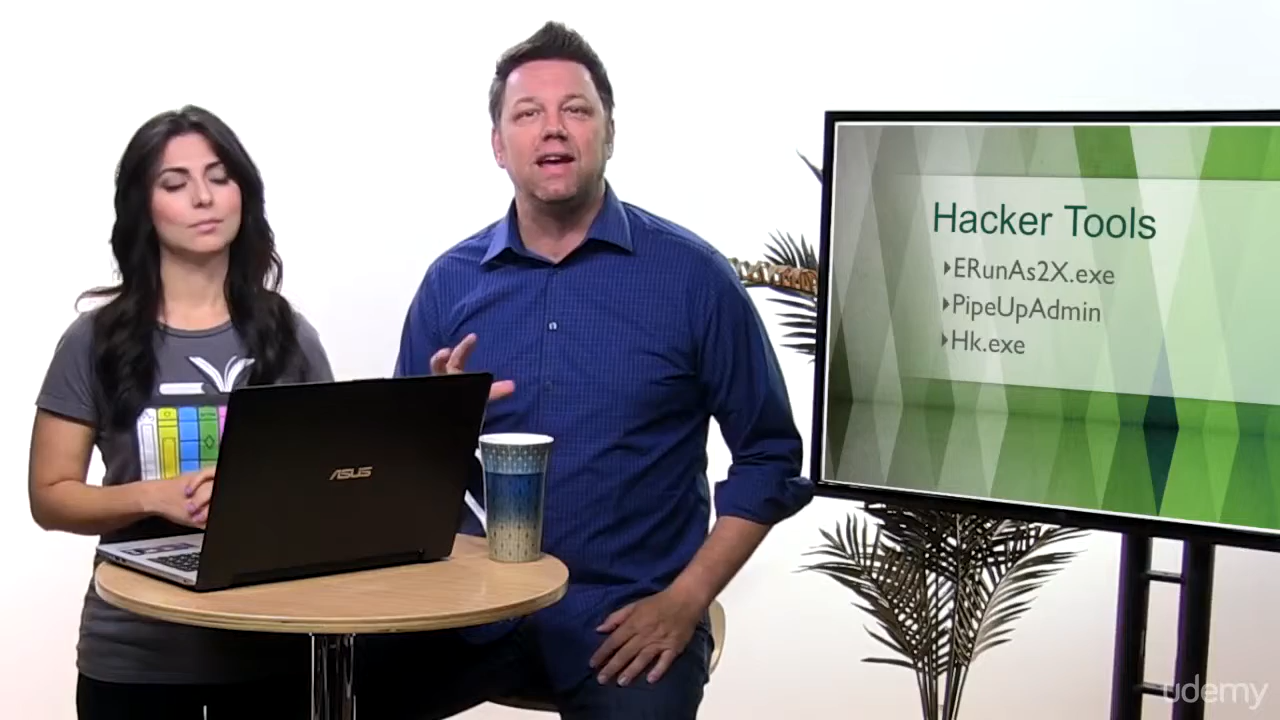 Hacker Tools
ERunAs2X.exe
PipeUpAdmin
Hk.exe
ASUS
udemy